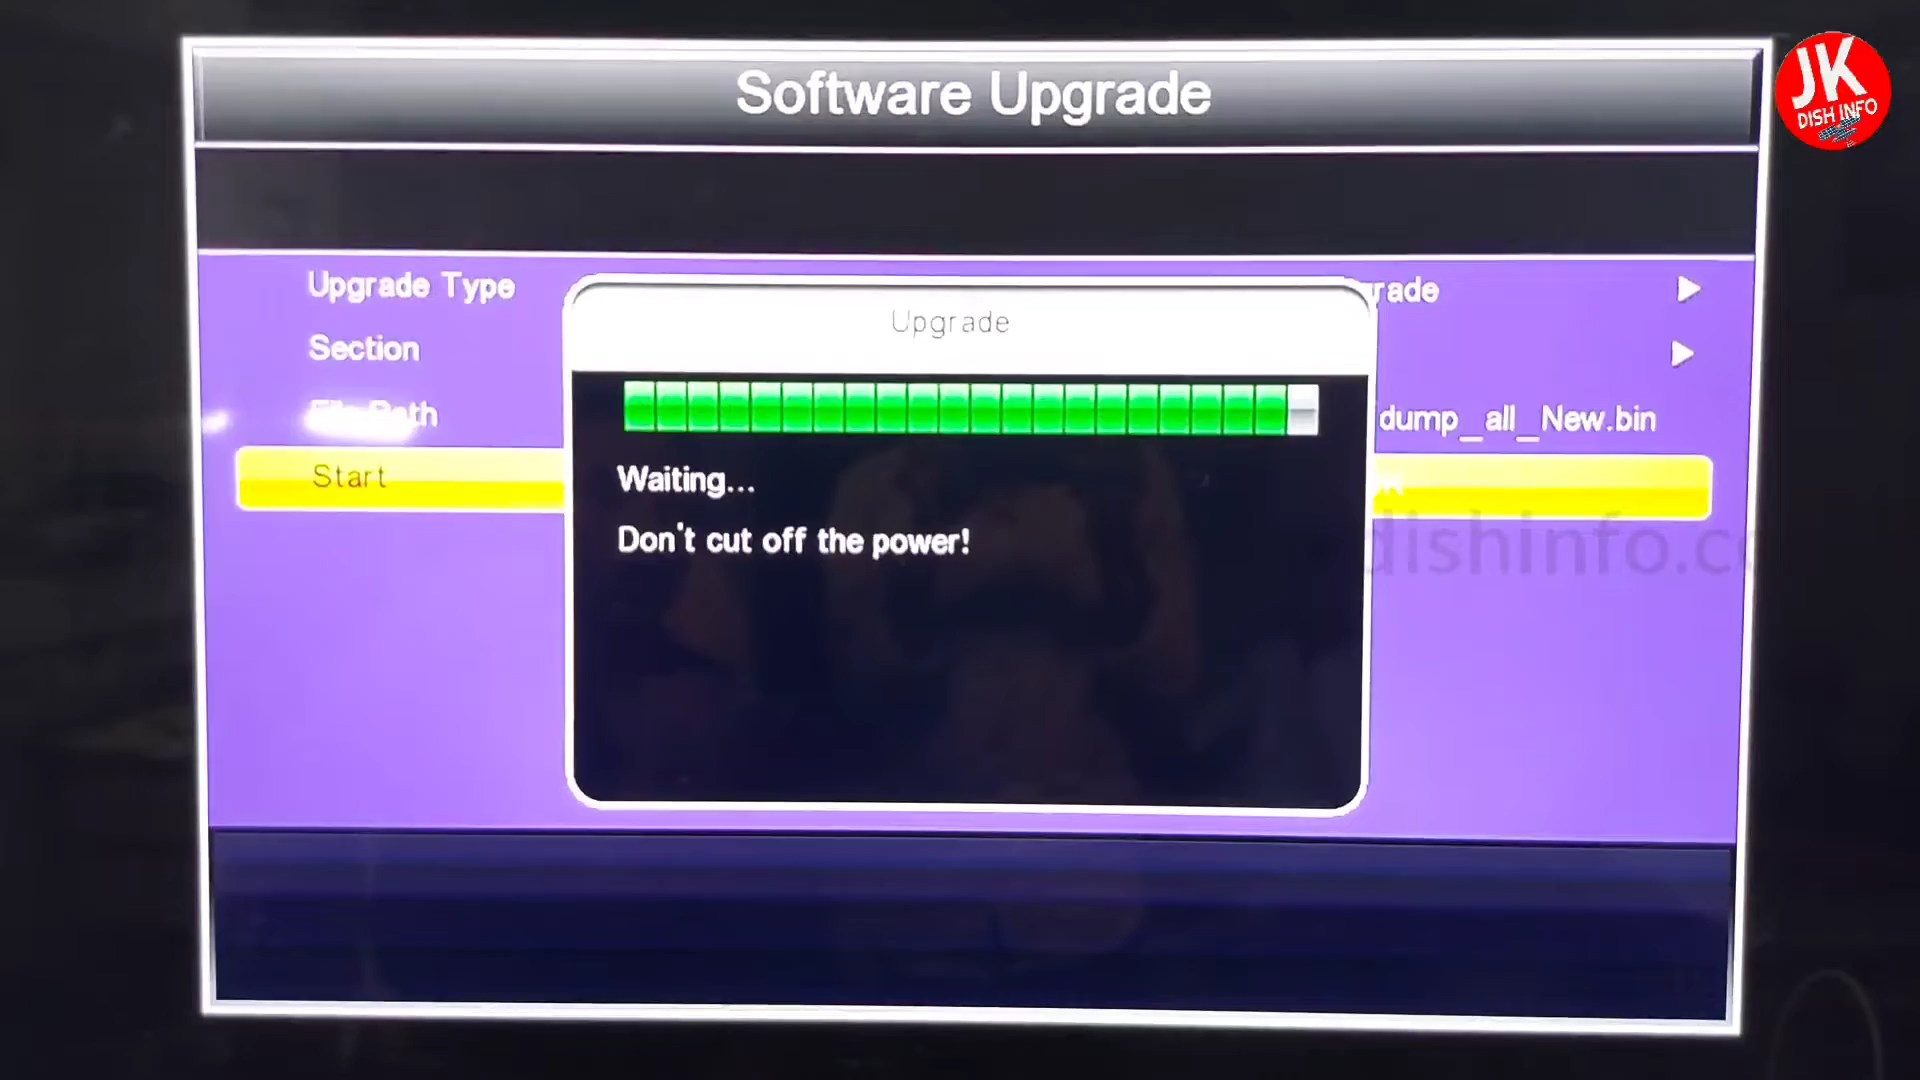 Software Upgrade
JK
DISH INFO
Upgrade Type
rade
Upgrade
Section
File Path
dump_all_New.bin
Start
Waiting...
Don't cut off the power!
dishinfo.c